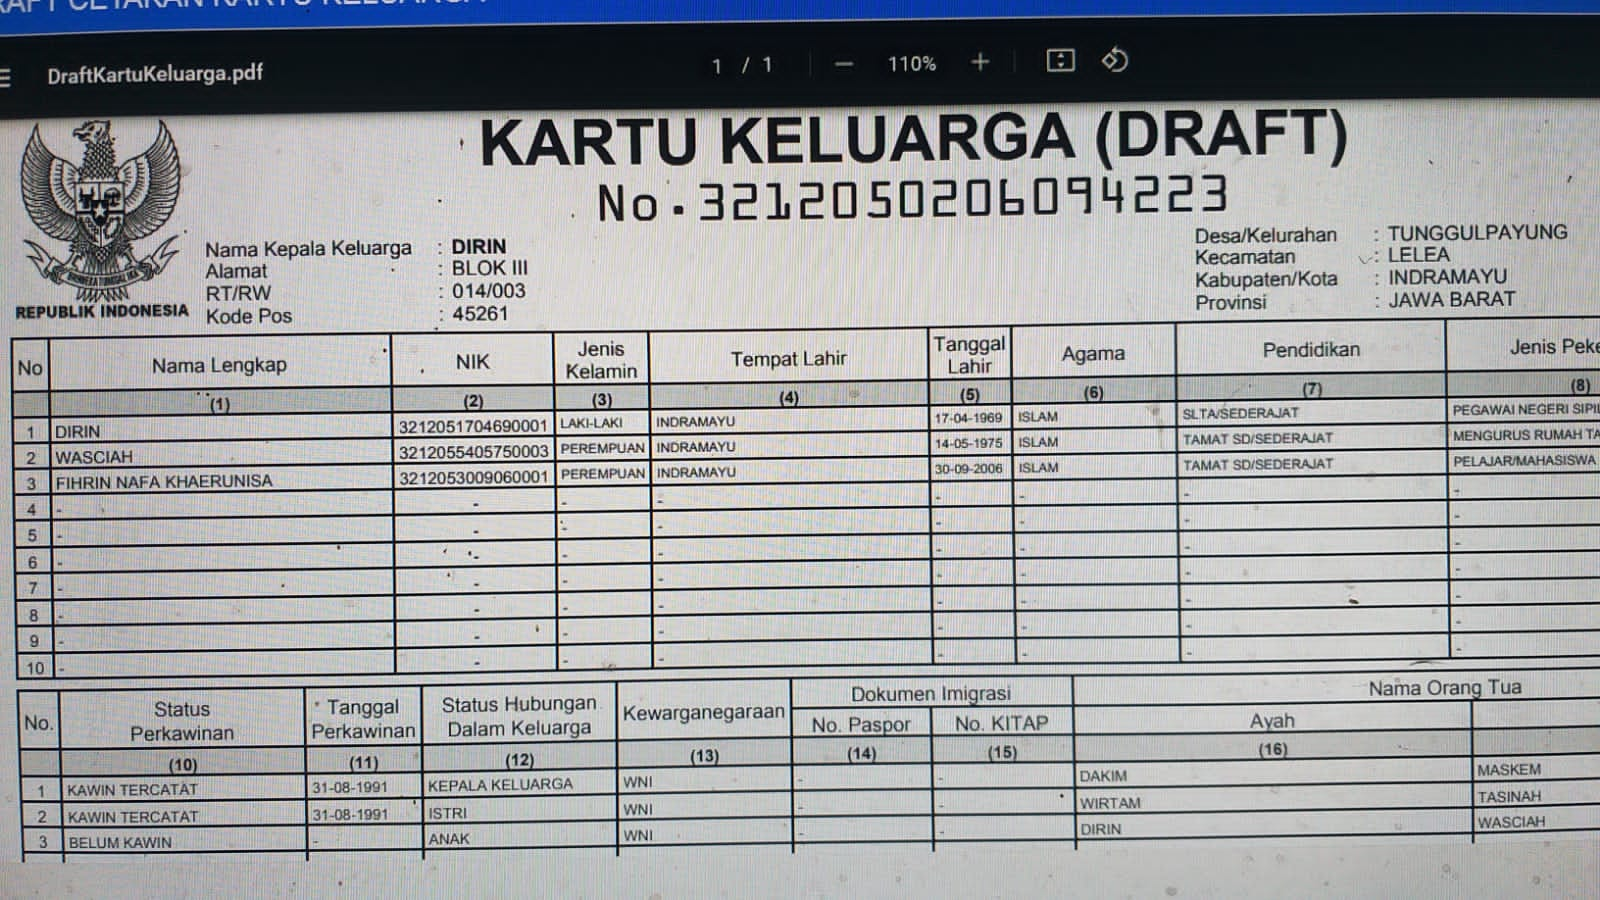 DRAFT CETAKAN KARTU KELUARGA
DraftKartuKeluarga.pdf 1 / 1 110%
KARTU KELUARGA (DRAFT)
No. 3212050206094223
Nama Kepala Keluarga : DIRIN
Alamat : BLOK III
RT/RW : 014/003
Kode Pos : 45261
Desa/Kelurahan : TUNGGULPAYUNG
Kecamatan : LELEA
Kabupaten/Kota : INDRAMAYU
Provinsi : JAWA BARAT
BHINNEKA TUNGGAL IKA
REPUBLIK INDONESIA
No Nama Lengkap NIK Jenis Kelamin Tempat Lahir Tanggal Lahir Agama Pendidikan Jenis Peke
(1) (2) (3) (4) (5) (6) (7) (8)
1 DIRIN 3212051704690001 LAKI-LAKI INDRAMAYU 17-04-1969 ISLAM SLTA/SEDERAJAT PEGAWAI NEGERI SIPIL
2 WASCIAH 3212055405750003 PEREMPUAN INDRAMAYU 14-05-1975 ISLAM TAMAT SD/SEDERAJAT MENGURUS RUMAH TA
3 FIHRIN NAFA KHAERUNISA 3212053009060001 PEREMPUAN INDRAMAYU 30-09-2006 ISLAM TAMAT SD/SEDERAJAT PELAJAR/MAHASISWA
4 - - - - - - - -
5 - - - - - - - -
6 - - - - - - - -
7 - - - - - - - -
8 - - - - - - - -
9 - - - - - - - -
10 - - - - - - - -
No. Status Perkawinan Tanggal Perkawinan Status Hubungan Dalam Keluarga Kewarganegaraan Dokumen Imigrasi Nama Orang Tua
No. Paspor No. KITAP Ayah
(10) (11) (12) (13) (14) (15) (16)
1 KAWIN TERCATAT 31-08-1991 KEPALA KELUARGA WNI - - DAKIM MASKEM
2 KAWIN TERCATAT 31-08-1991 ISTRI WNI - - WIRTAM TASINAH
3 BELUM KAWIN - ANAK WNI - - DIRIN WASCIAH